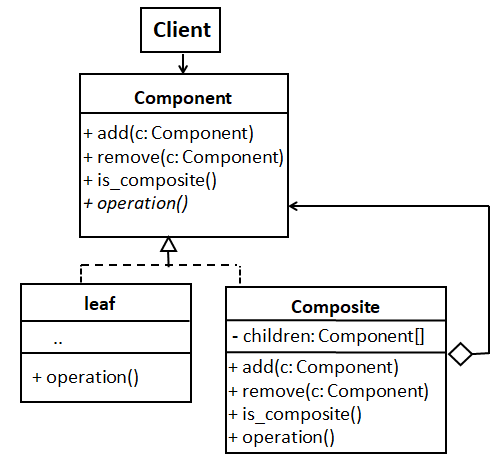 Client
Component
+ add(c: Component)
+ remove(c: Component)
+ is_composite()
+ operation()
leaf
..
+ operation()
Composite
- children: Component[]
+ add(c: Component)
+ remove(c: Component)
+ is_composite()
+ operation()